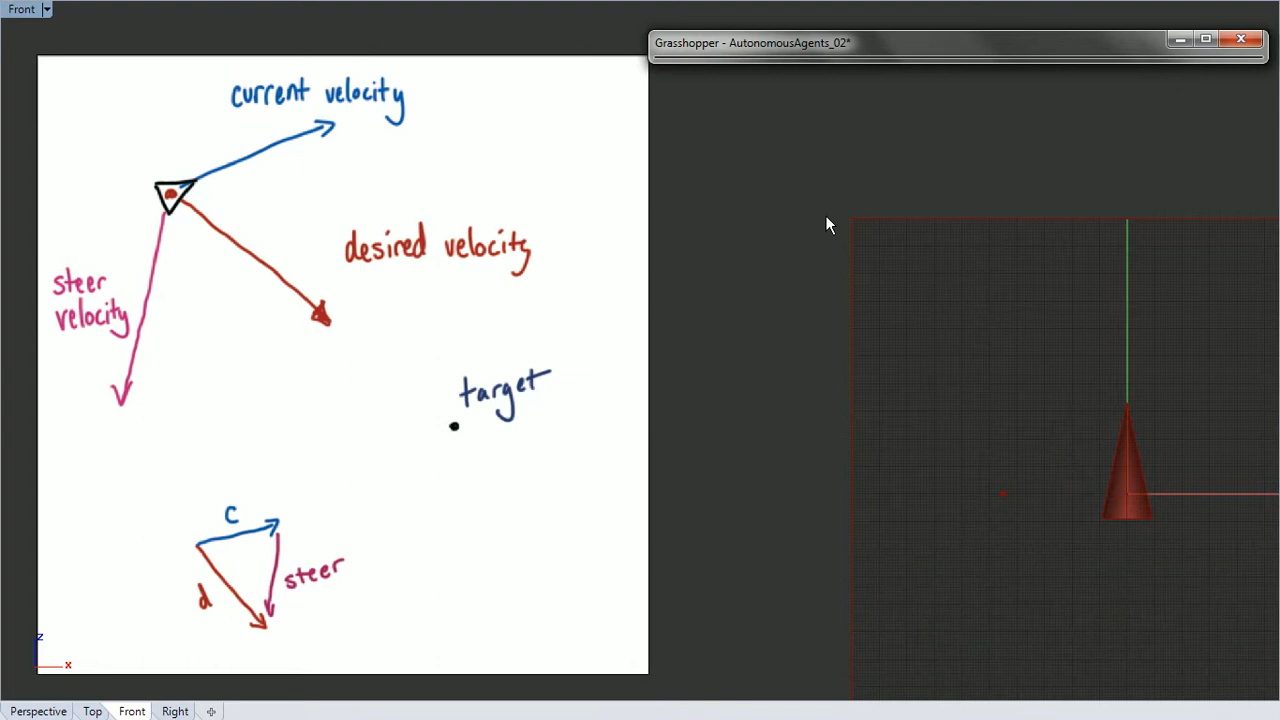 Front
Grasshopper - AutonomousAgents_02*
current velocity
desired velocity
steer
velocity
target
c
steer
d
z
x
Perspective Top Front Right